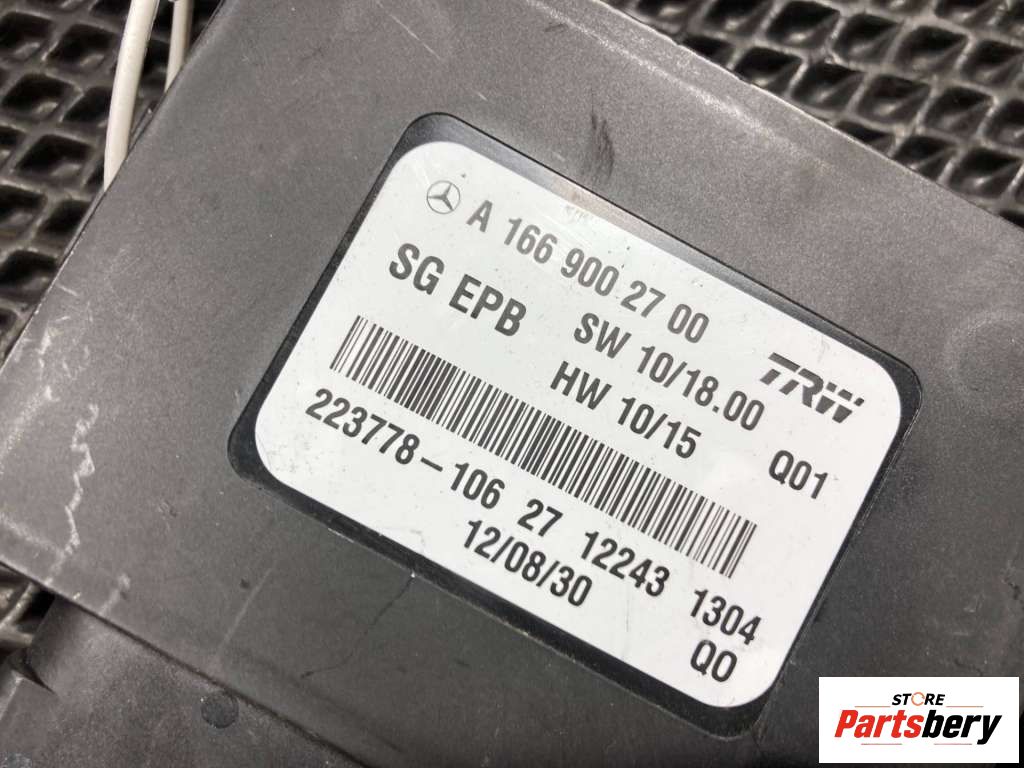 A 166 900 27 00
SG EPB SW 10/18.00
HW 10/15 Q01
TRW
223778-106 27 12243 1304
12/08/30 QO
STORE
Partsbery